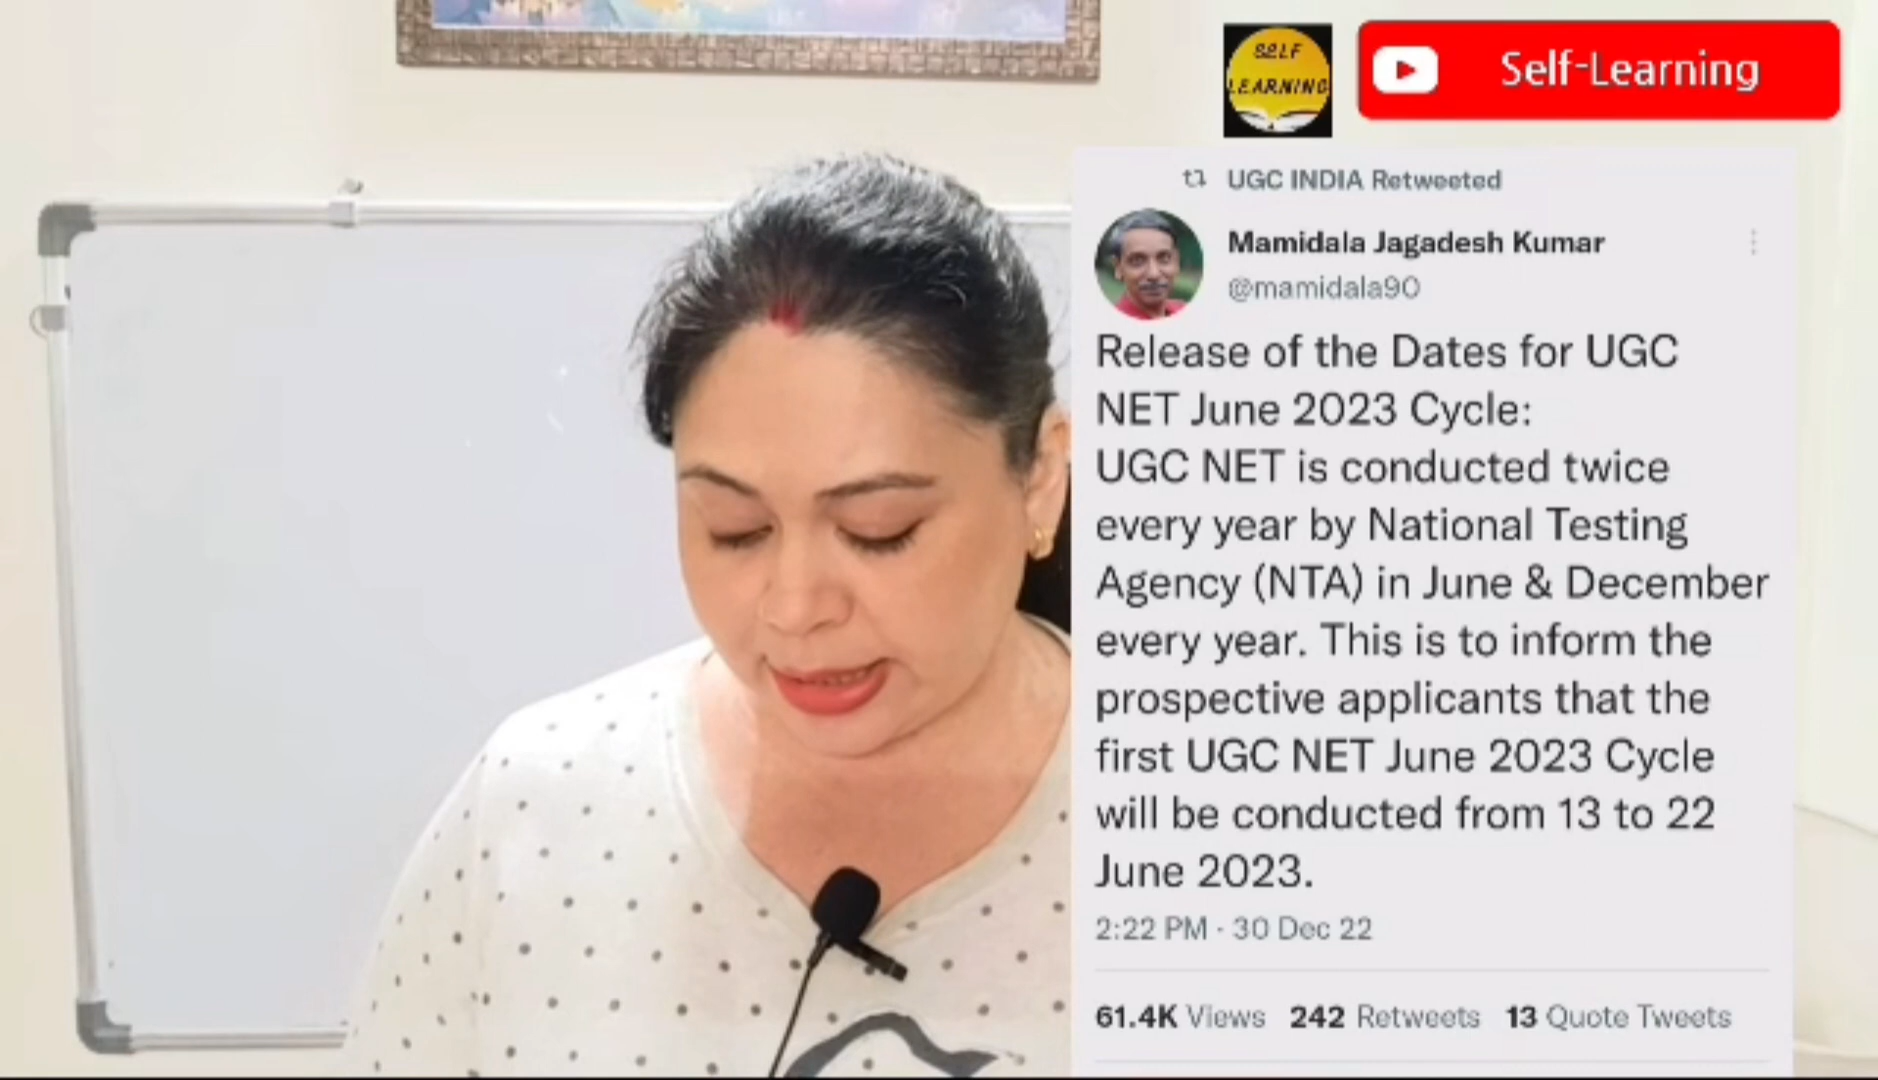 SELF
LEARNING
Self-Learning
UGC INDIA Retweeted
Mamidala Jagadesh Kumar
@mamidala90
Release of the Dates for UGC
NET June 2023 Cycle:
UGC NET is conducted twice
every year by National Testing
Agency (NTA) in June & December
every year. This is to inform the
prospective applicants that the
first UGC NET June 2023 Cycle
will be conducted from 13 to 22
June 2023.
2:22 PM · 30 Dec 22
61.4K Views 242 Retweets 13 Quote Tweets